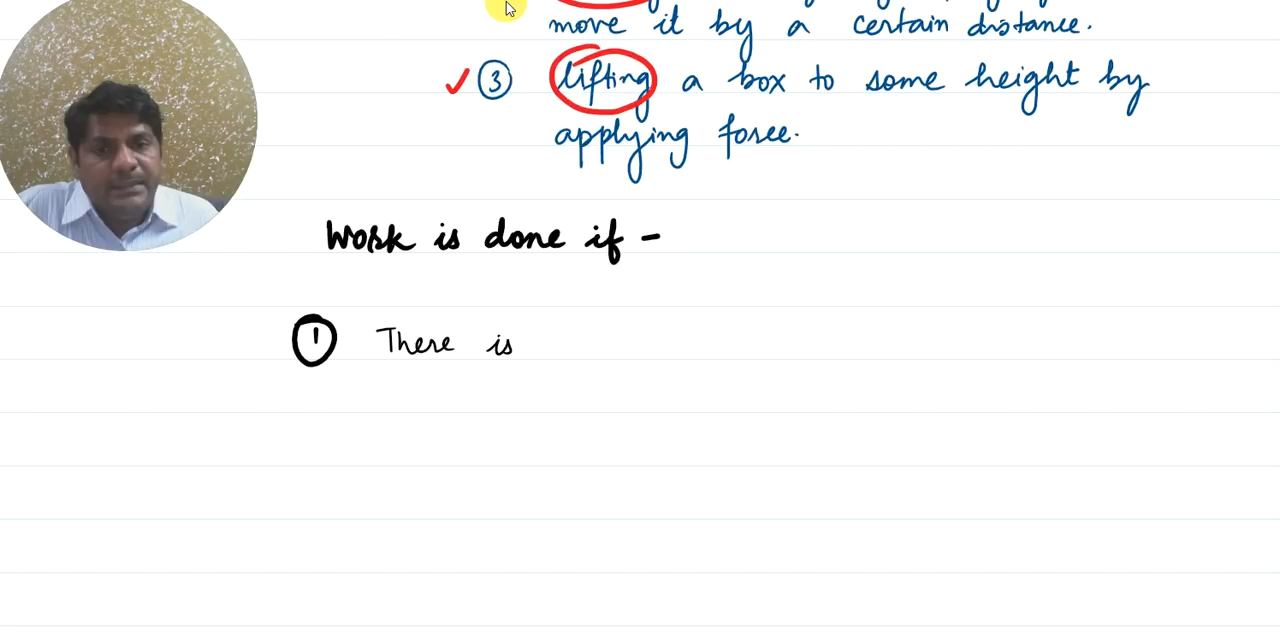 move it by a certain distance.
③ lifting a box to some height by
applying force.
Work is done if -
① There is